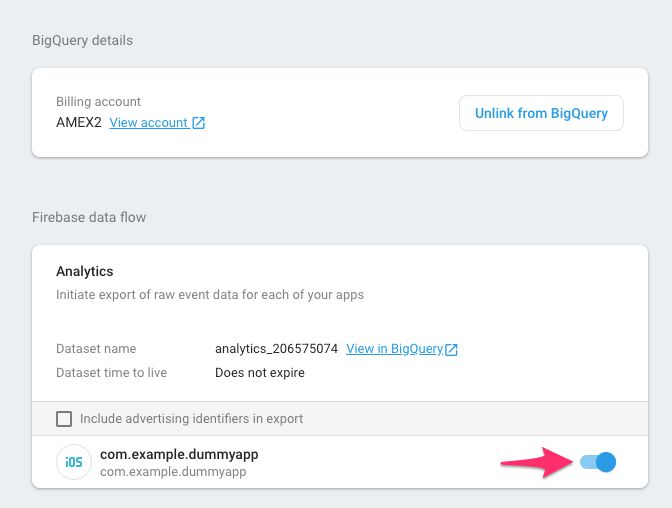 BigQuery details
Billing account
AMEX2 View account
Unlink from BigQuery
Firebase data flow
Analytics
Initiate export of raw event data for each of your apps
Dataset name analytics_206575074 View in BigQuery
Dataset time to live Does not expire
Include advertising identifiers in export
iOS com.example.dummyapp
com.example.dummyapp